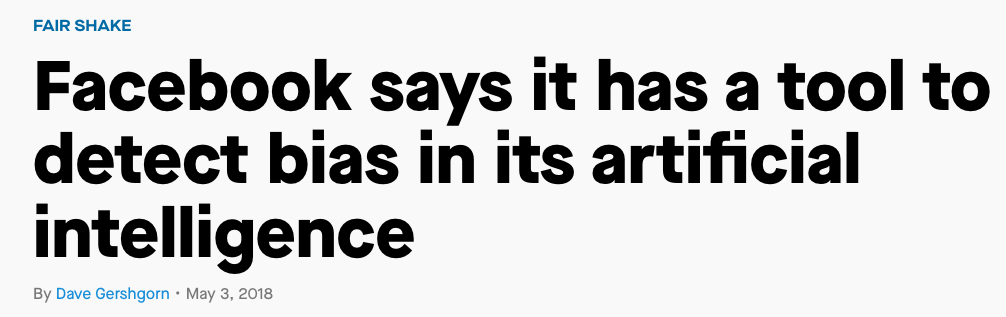 FAIR SHAKE
Facebook says it has a tool to
detect bias in its artificial
intelligence
By Dave Gershgorn • May 3, 2018